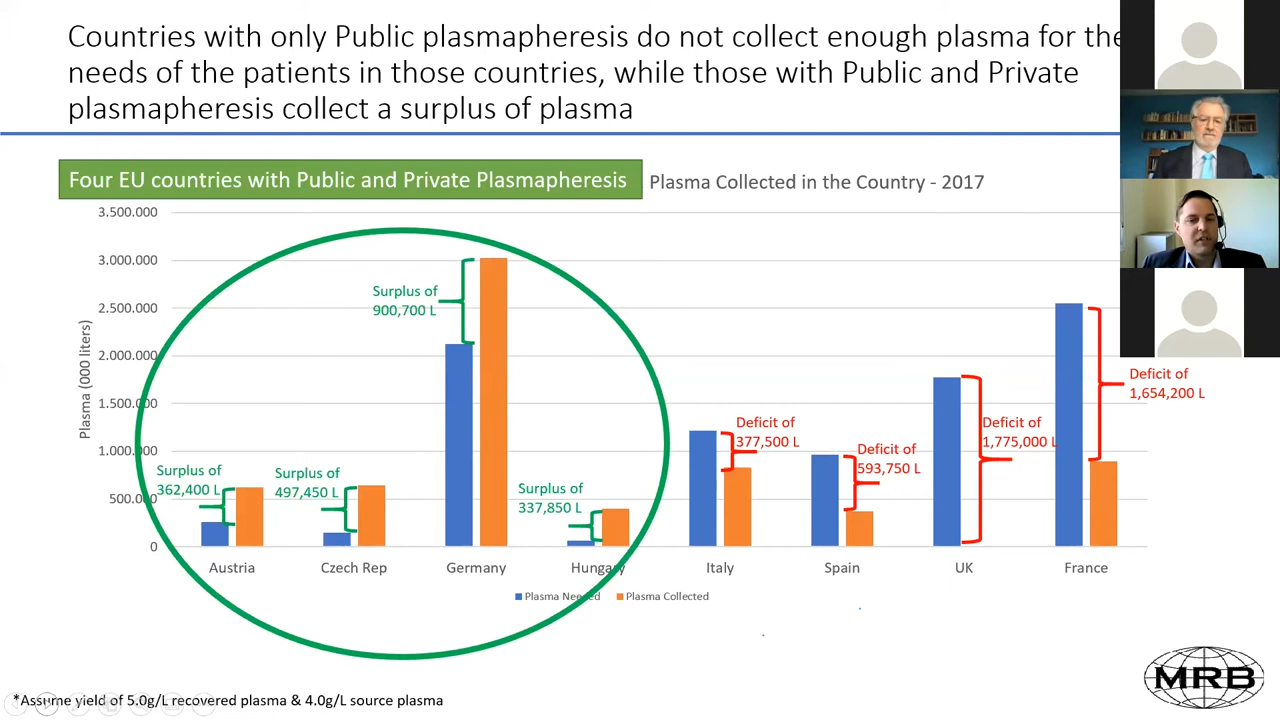 Countries with only Public plasmapheresis do not collect enough plasma for the
needs of the patients in those countries, while those with Public and Private
plasmapheresis collect a surplus of plasma
Four EU countries with Public and Private Plasmapheresis
Plasma Collected in the Country - 2017
Plasma (000 liters)
3.500.000
3.000.000
2.500.000
2.000.000
1.500.000
1.000.000
500.000
0
Surplus of
362,400 L
Surplus of
497,450 L
Surplus of
900,700 L
Surplus of
337,850 L
Deficit of
377,500 L
Deficit of
593,750 L
Deficit of
1,775,000 L
Deficit of
1,654,200 L
Austria
Czech Rep
Germany
Hungary
Italy
Spain
UK
France
Plasma Needed
Plasma Collected
*Assume yield of 5.0g/L recovered plasma & 4.0g/L source plasma
MRB